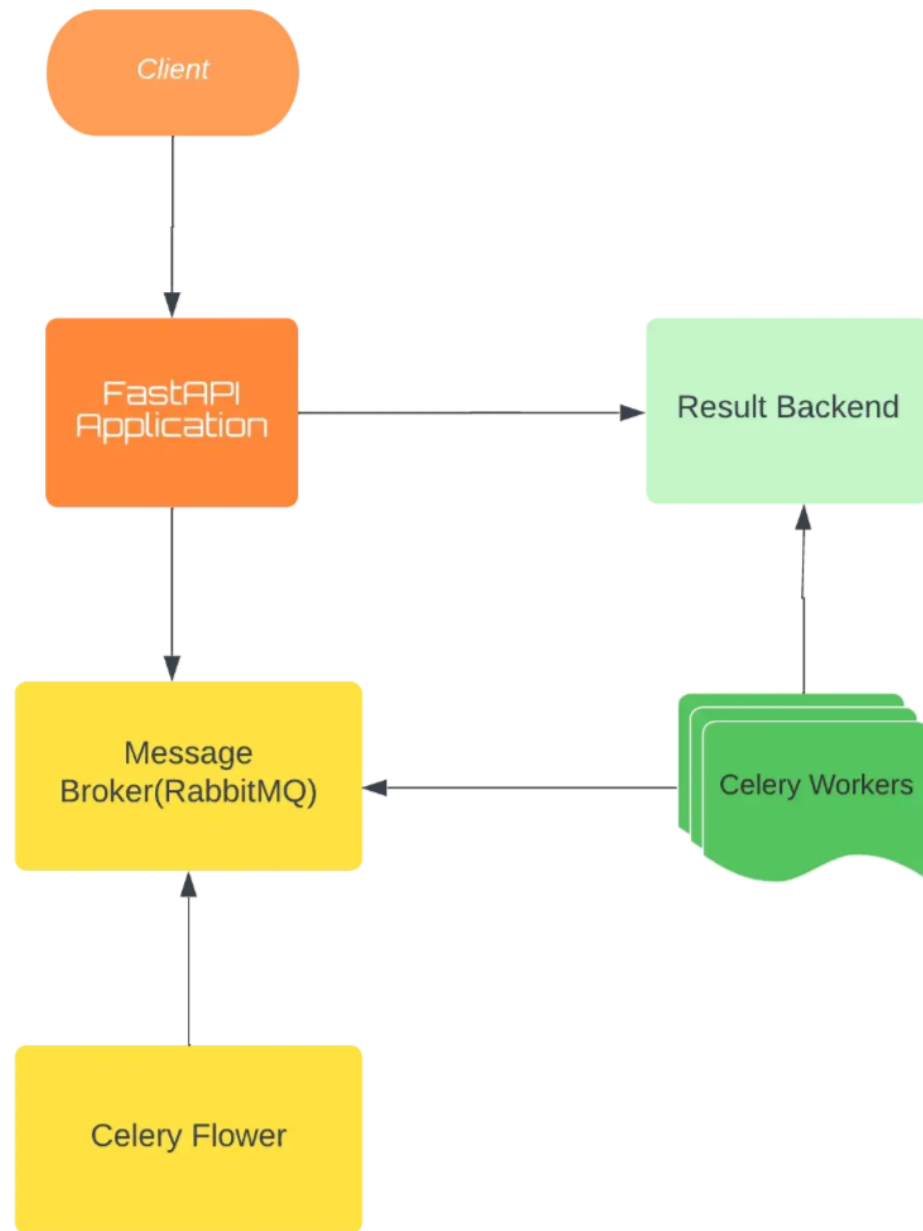 Client
FastAPI
Application
Result Backend
Message
Broker(RabbitMQ)
Celery Workers
Celery Flower